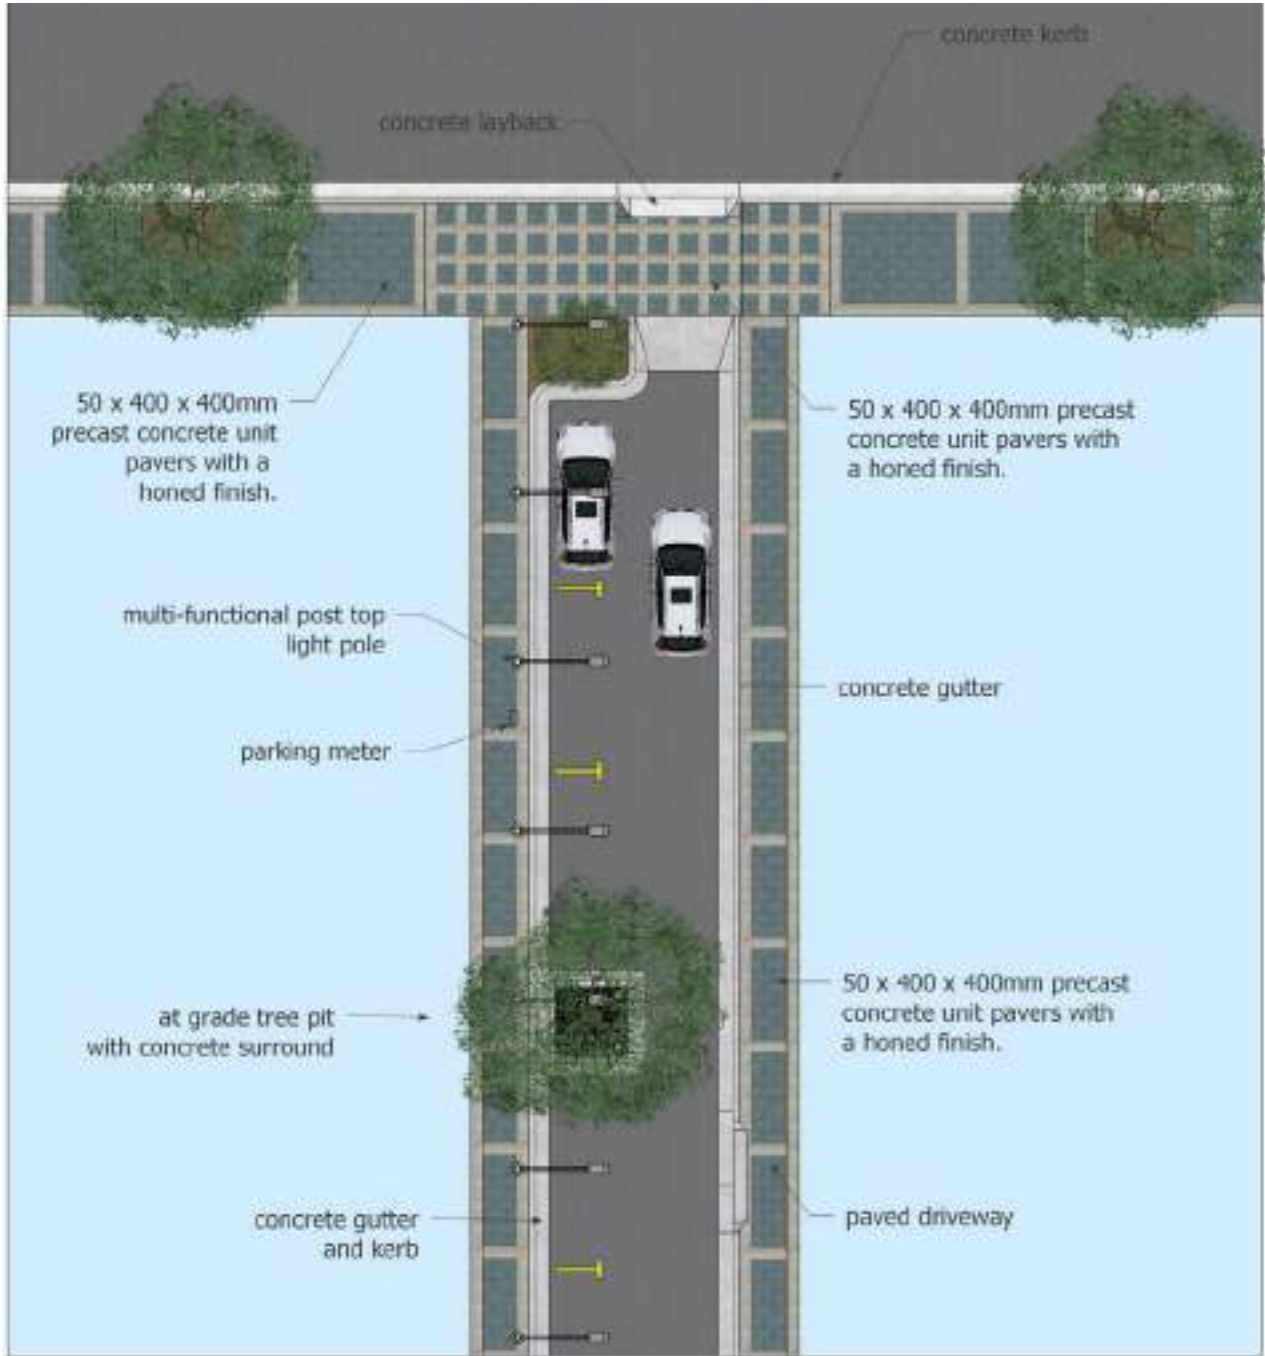 concrete kerb
concrete layback
50 x 400 x 400mm
precast concrete unit
pavers with a
honed finish.
50 x 400 x 400mm precast
concrete unit pavers with
a honed finish.
multi-functional post top
light pole
concrete gutter
parking meter
50 x 400 x 400mm precast
concrete unit pavers with
a honed finish.
at grade tree pit
with concrete surround
paved driveway
concrete gutter
and kerb